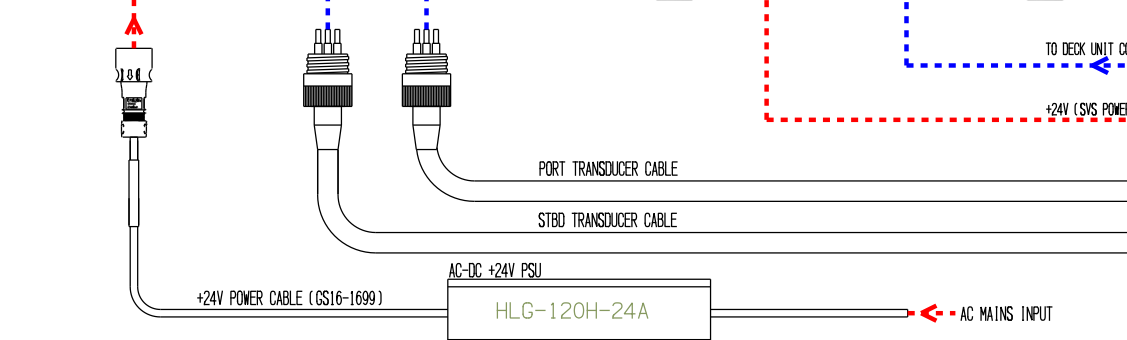 TO DECK UNIT
+24V (SVS POWER
PORT TRANSDUCER CABLE
STBD TRANSDUCER CABLE
AC-DC +24V PSU
+24V POWER CABLE (GS16-1699)
HLG-120H-24A
AC MAINS INPUT